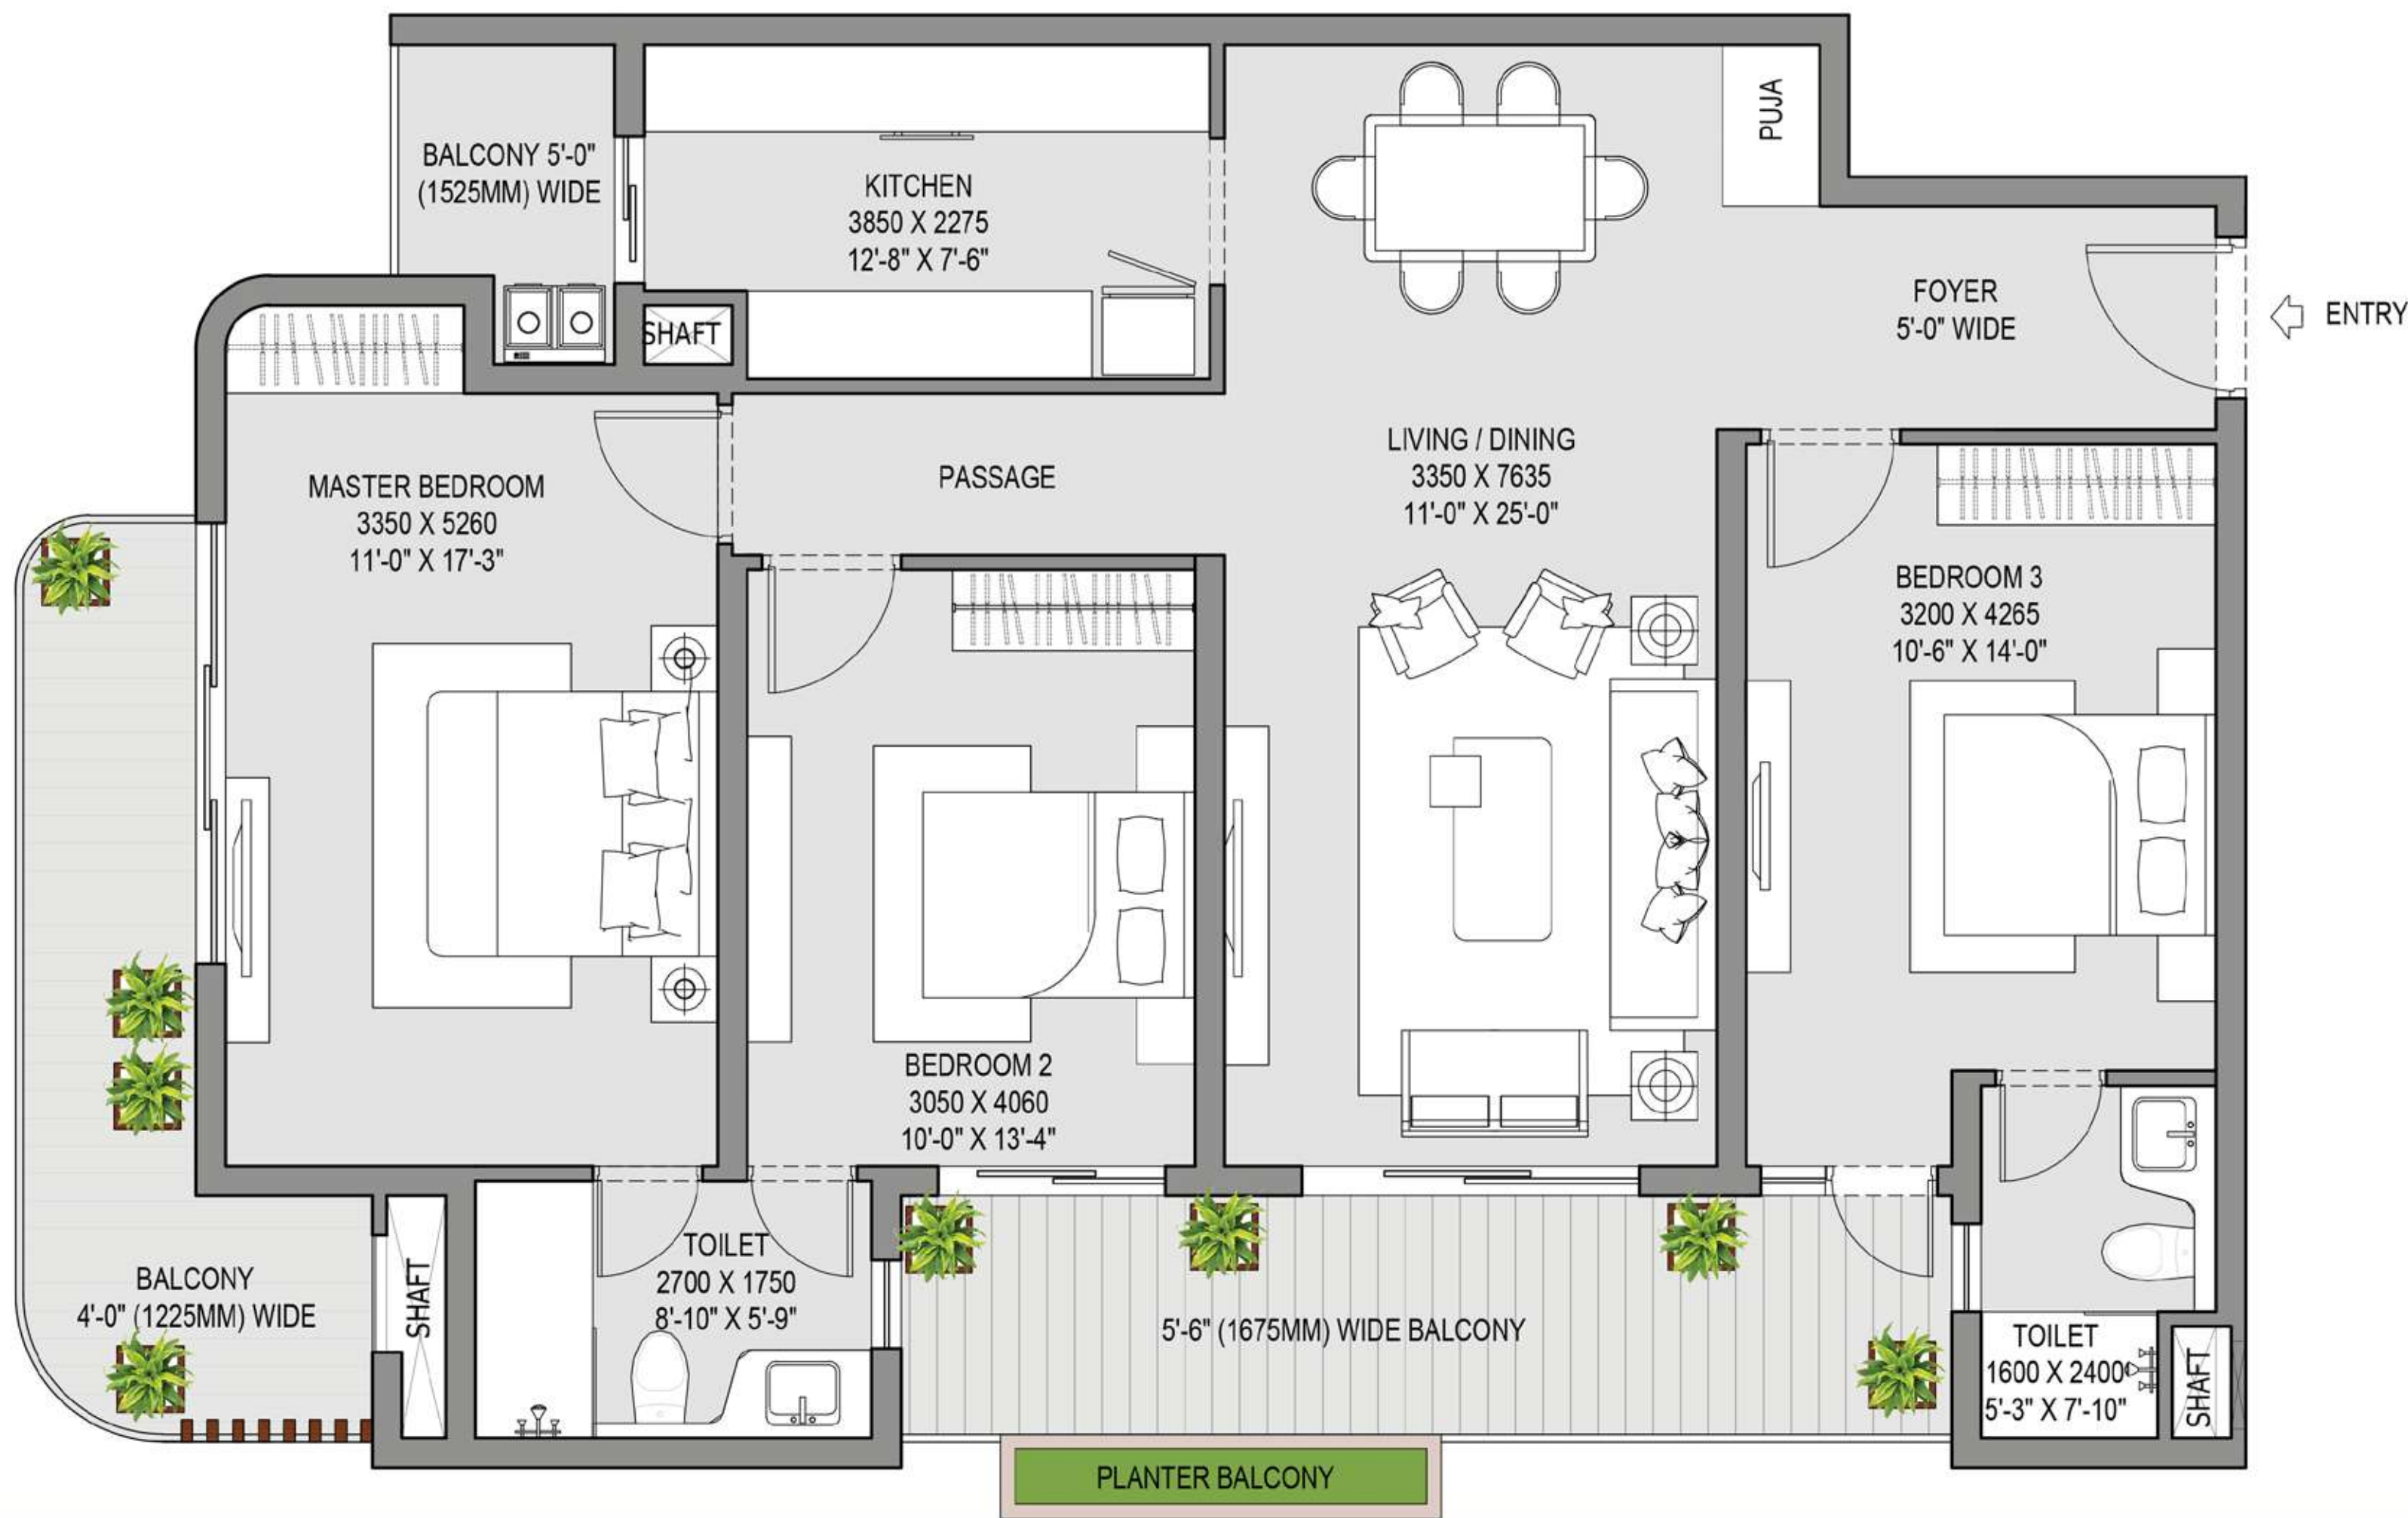 BALCONY 5'-0"
(1525MM) WIDE
KITCHEN
3850 X 2275
12'-8" X 7'-6"
SHAFT
PUJA
FOYER
5'-0" WIDE
ENTRY
MASTER BEDROOM
3350 X 5260
11'-0" X 17'-3"
PASSAGE
LIVING / DINING
3350 X 7635
11'-0" X 25'-0"
BEDROOM 3
3200 X 4265
10'-6" X 14'-0"
BEDROOM 2
3050 X 4060
10'-0" X 13'-4"
BALCONY
4'-0" (1225MM) WIDE
SHAFT
TOILET
2700 X 1750
8'-10" X 5'-9"
5'-6" (1675MM) WIDE BALCONY
TOILET
1600 X 2400
5'-3" X 7'-10"
SHAFT
PLANTER BALCONY